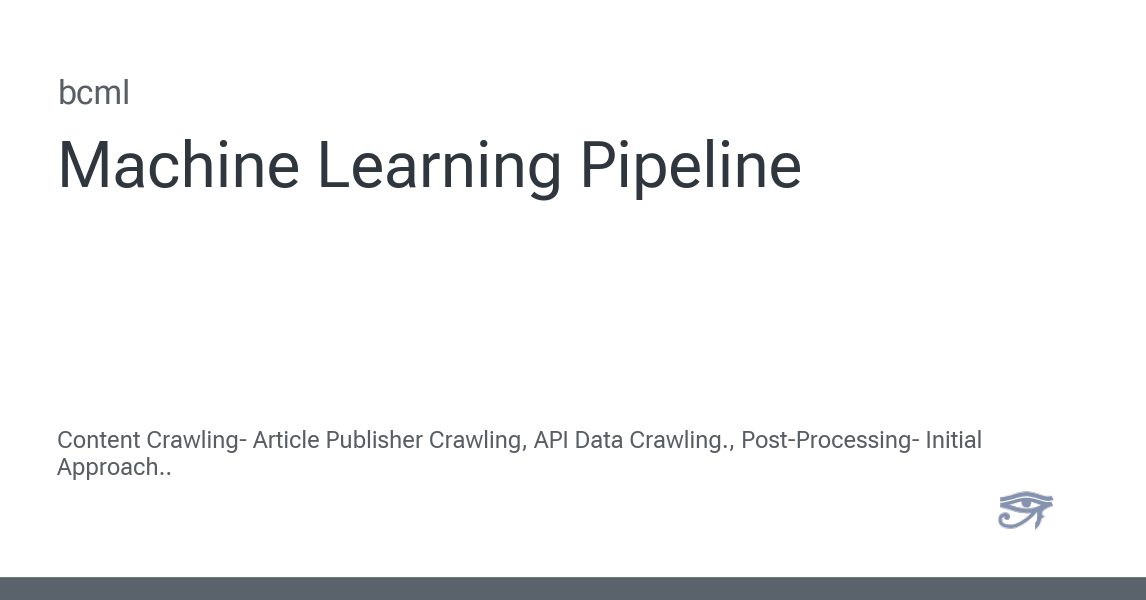 bcml
Machine Learning Pipeline
Content Crawling- Article Publisher Crawling, API Data Crawling., Post-Processing- Initial
Approach..